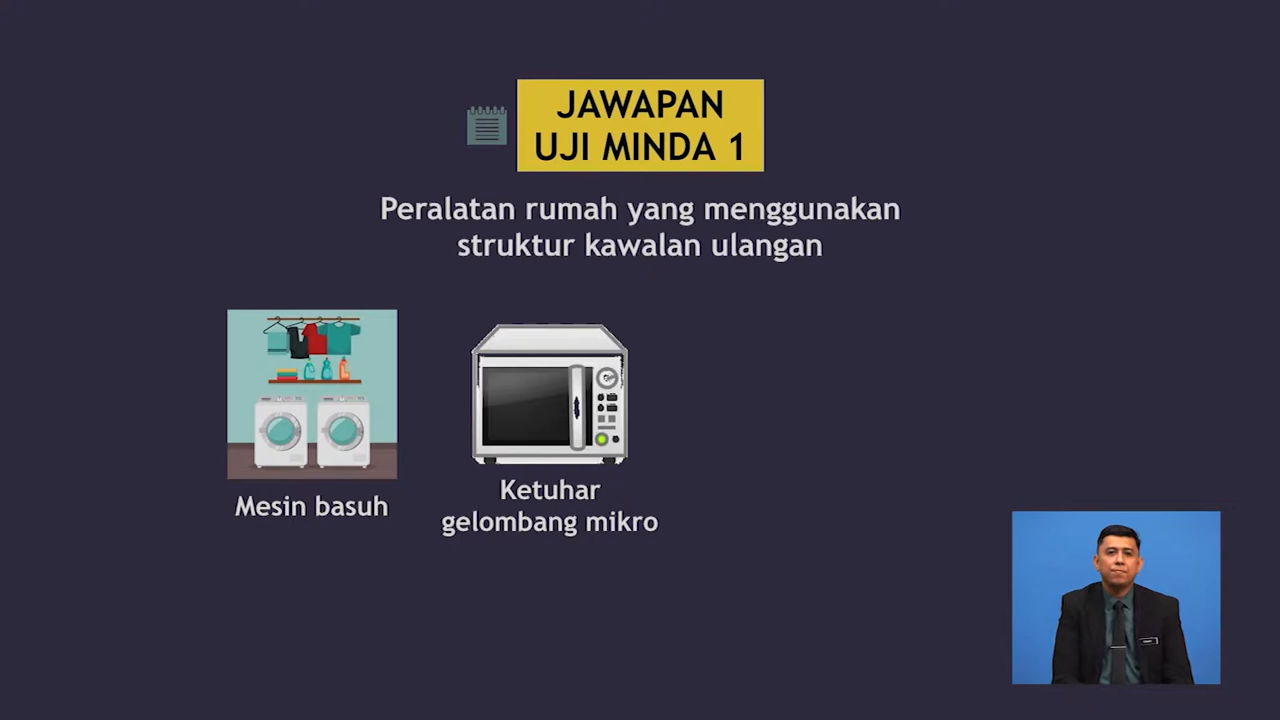 JAWAPAN
UJI MINDA 1
Peralatan rumah yang menggunakan
struktur kawalan ulangan
Mesin basuh
Ketuhar
gelombang mikro